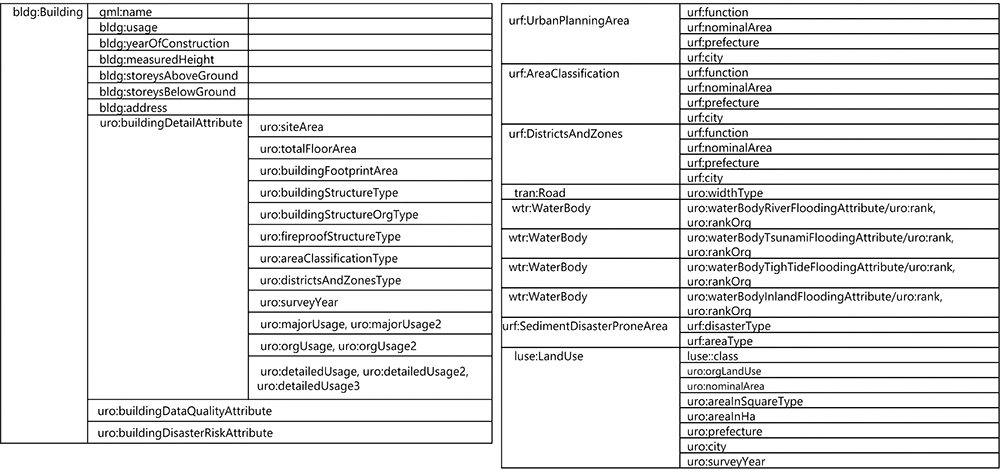 bldg:Building
gml:name
bldg:usage
bldg:yearOfConstruction
bldg:measuredHeight
bldg:storeysAboveGround
bldg:storeysBelowGround
bldg:address
uro:buildingDetailAttribute
uro:siteArea
uro:totalFloorArea
uro:buildingFootprintArea
uro:buildingStructureType
uro:buildingStructureOrgType
uro:fireproofStructureType
uro:areaClassificationType
uro:districtsAndZonesType
uro:surveyYear
uro:majorUsage, uro:majorUsage2
uro:orgUsage, uro:orgUsage2
uro:detailedUsage, uro:detailedUsage2,
uro:detailedUsage3
uro:buildingDataQualityAttribute
uro:buildingDisasterRiskAttribute
urf:UrbanPlanningArea
urf:function
urf:nominalArea
urf:prefecture
urf:city
urf:AreaClassification
urf:function
urf:nominalArea
urf:prefecture
urf:city
urf:DistrictsAndZones
urf:function
urf:nominalArea
urf:prefecture
urf:city
tran:Road
uro:widthType
wtr:WaterBody
uro:waterBodyRiverFloodingAttribute/uro:rank,
uro:rankOrg
wtr:WaterBody
uro:waterBodyTsunamiFloodingAttribute/uro:rank,
uro:rankOrg
wtr:WaterBody
uro:waterBodyTighTideFloodingAttribute/uro:rank,
uro:rankOrg
wtr:WaterBody
uro:waterBodyInlandFloodingAttribute/uro:rank,
uro:rankOrg
urf:SedimentDisasterProneArea
urf:disasterType
urf:areaType
luse:LandUse
luse::class
uro:orgLandUse
uro:nominalArea
uro:areaInSquareType
uro:areaInHa
uro:prefecture
uro:city
uro:surveyYear